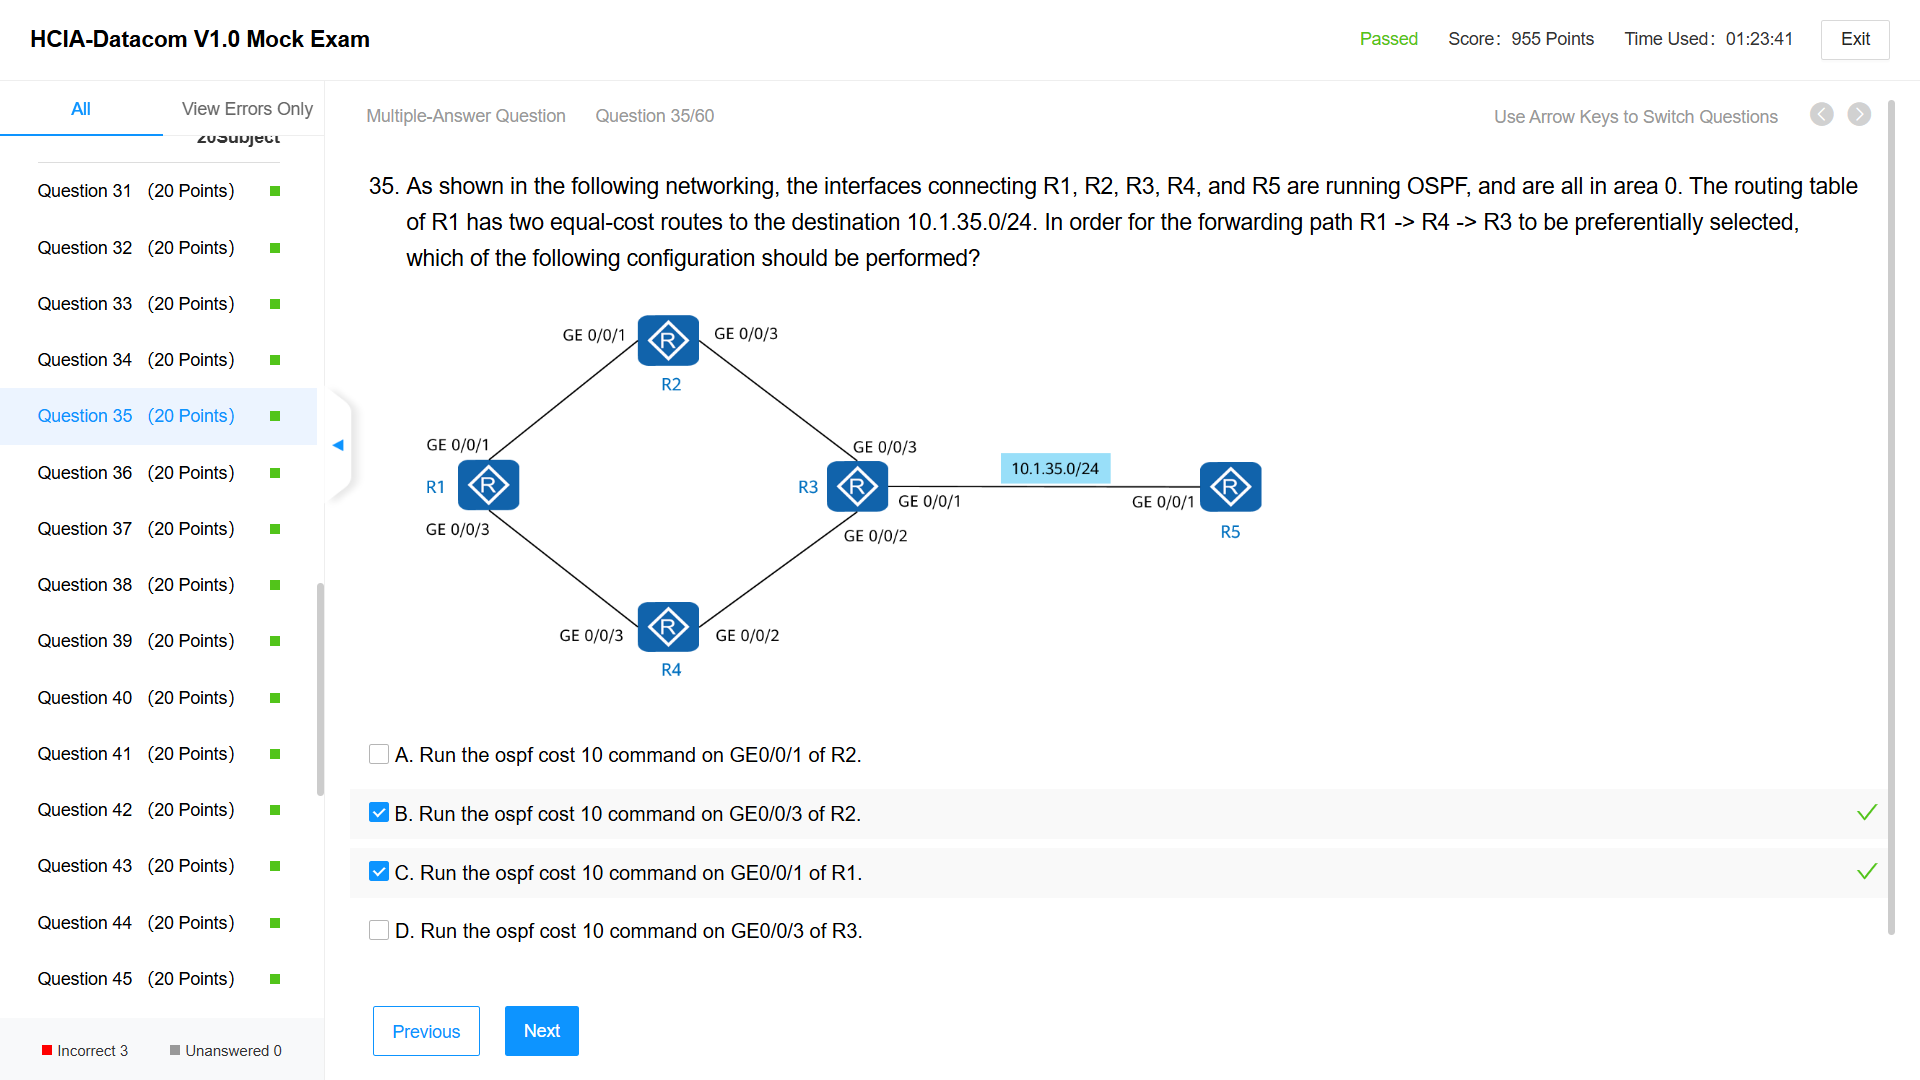 HCIA-Datacom V1.0 Mock Exam
Passed
Score: 955 Points
Time Used: 01:23:41
Exit
All
View Errors Only
20Subject
Question 31 (20 Points)
Question 32 (20 Points)
Question 33 (20 Points)
Question 34 (20 Points)
Question 35 (20 Points)
Question 36 (20 Points)
Question 37 (20 Points)
Question 38 (20 Points)
Question 39 (20 Points)
Question 40 (20 Points)
Question 41 (20 Points)
Question 42 (20 Points)
Question 43 (20 Points)
Question 44 (20 Points)
Question 45 (20 Points)
Incorrect 3
Unanswered 0
Multiple-Answer Question
Question 35/60
Use Arrow Keys to Switch Questions
35. As shown in the following networking, the interfaces connecting R1, R2, R3, R4, and R5 are running OSPF, and are all in area 0. The routing table
of R1 has two equal-cost routes to the destination 10.1.35.0/24. In order for the forwarding path R1 -> R4 -> R3 to be preferentially selected,
which of the following configuration should be performed?
GE 0/0/1
R
GE 0/0/3
R2
GE 0/0/1
R1
R
GE 0/0/3
GE 0/0/3
R3
R
GE 0/0/1
GE 0/0/2
10.1.35.0/24
GE 0/0/1
R
R5
GE 0/0/3
R
GE 0/0/2
R4
A. Run the ospf cost 10 command on GE0/0/1 of R2.
B. Run the ospf cost 10 command on GE0/0/3 of R2.
C. Run the ospf cost 10 command on GE0/0/1 of R1.
D. Run the ospf cost 10 command on GE0/0/3 of R3.
Previous
Next